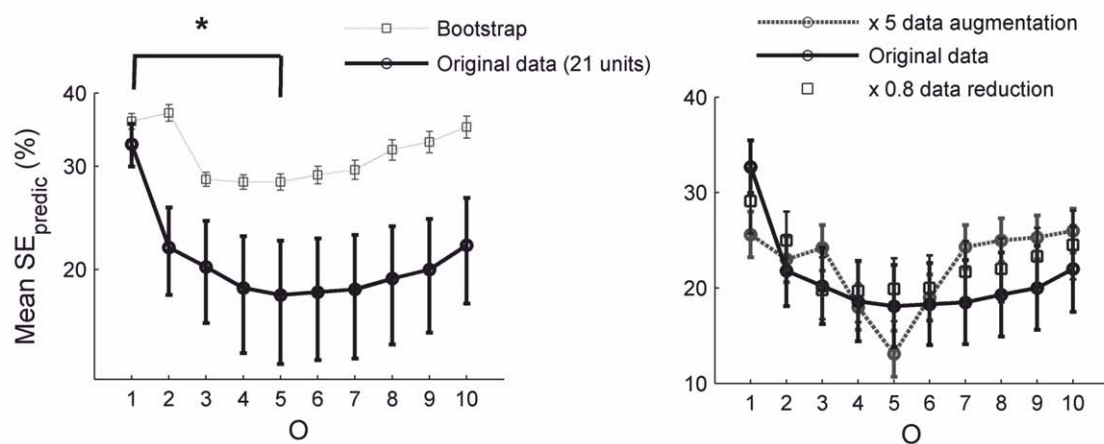 *
Bootstrap
Original data (21 units)
Mean SE_predic (%)
40
30
20
1 2 3 4 5 6 7 8 9 10
O
x 5 data augmentation
Original data
x 0.8 data reduction
40
30
20
10
1 2 3 4 5 6 7 8 9 10
O